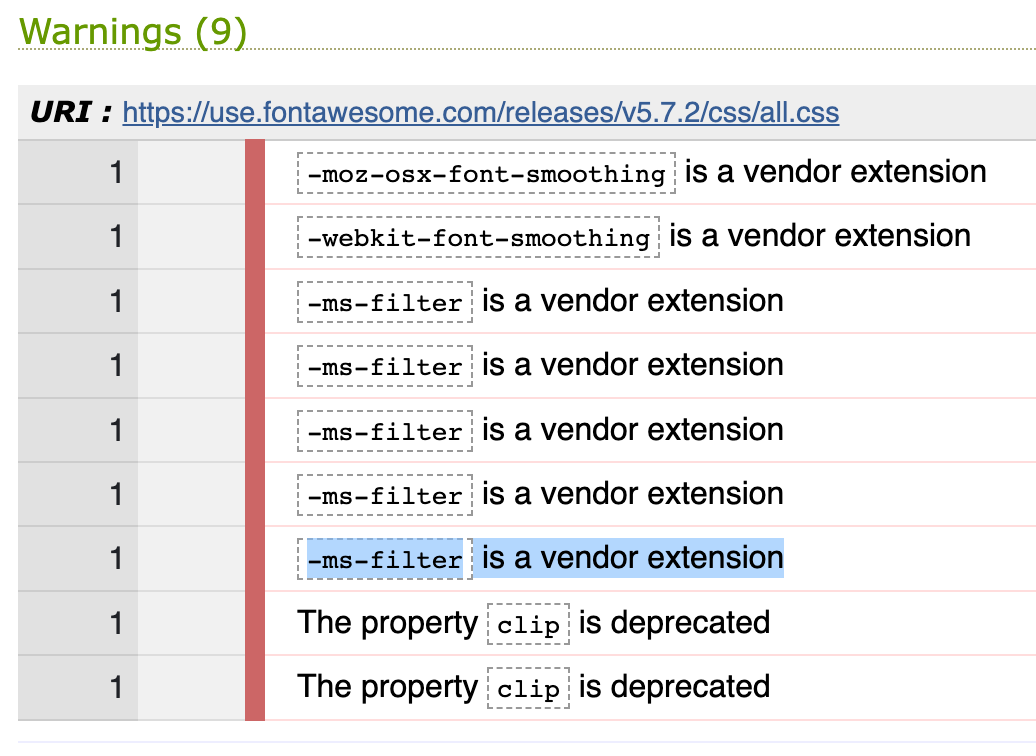 Warnings (9)
URI : https://use.fontawesome.com/releases/v5.7.2/css/all.css
1 -moz-osx-font-smoothing is a vendor extension
1 -webkit-font-smoothing is a vendor extension
1 -ms-filter is a vendor extension
1 -ms-filter is a vendor extension
1 -ms-filter is a vendor extension
1 -ms-filter is a vendor extension
1 -ms-filter is a vendor extension
1 The property clip is deprecated
1 The property clip is deprecated